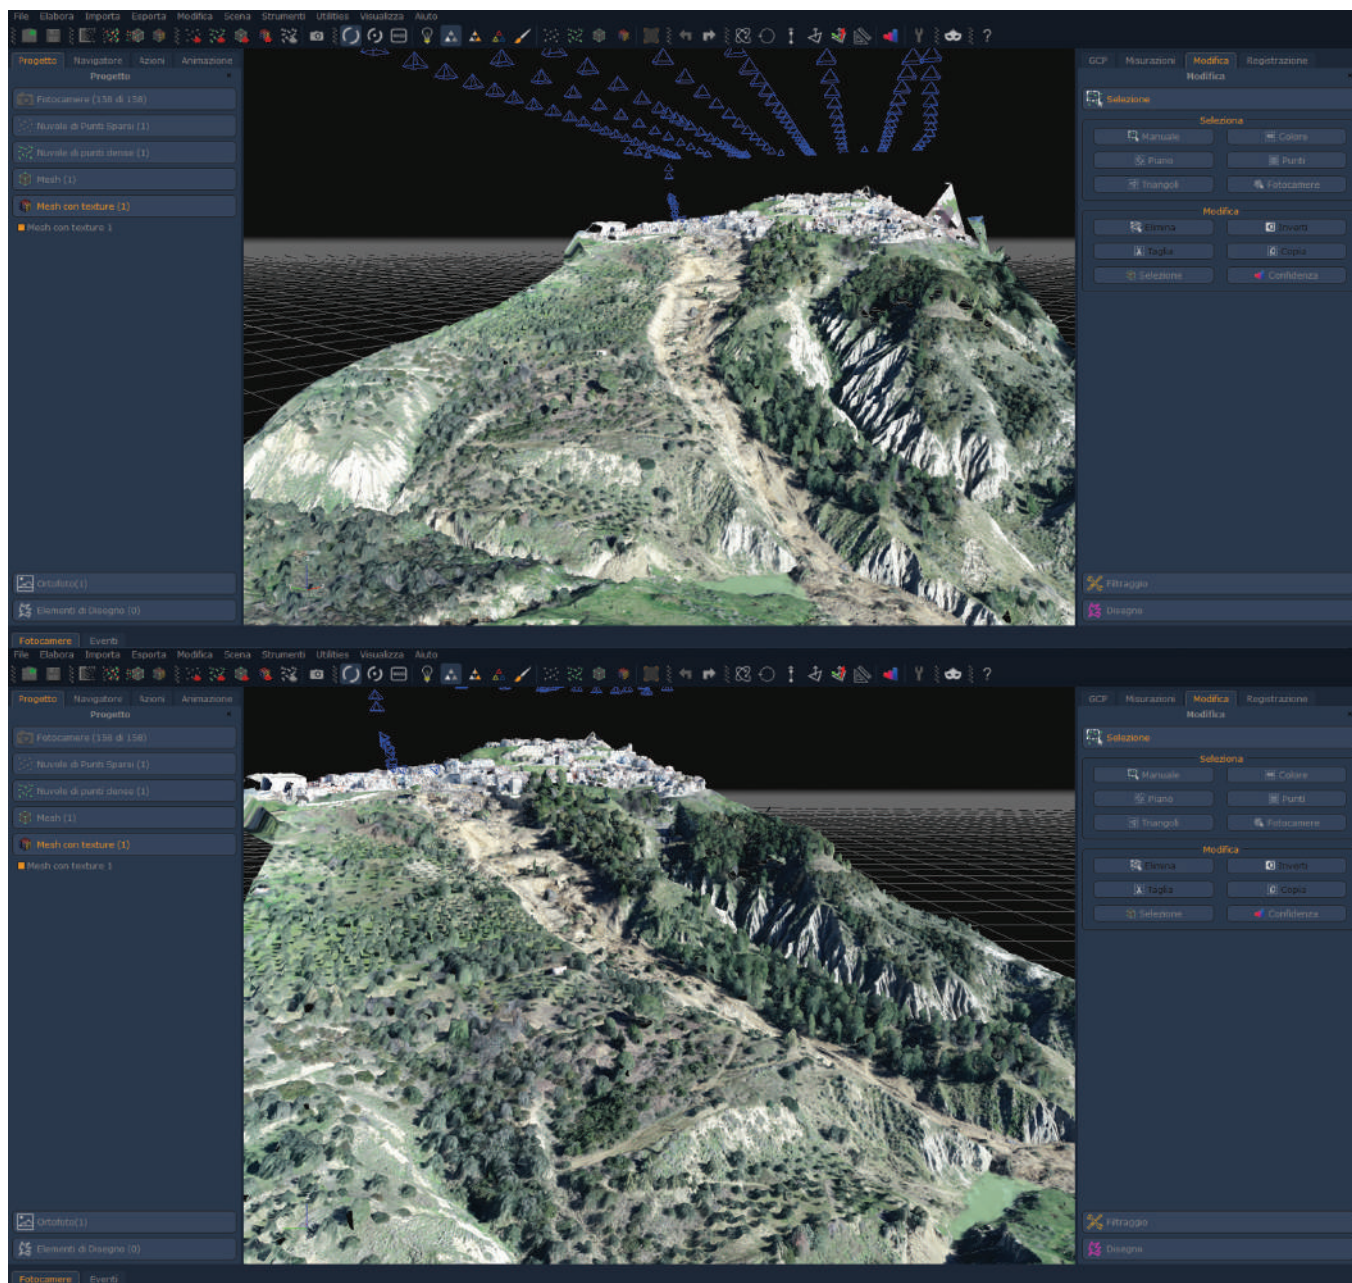 File Elabora Importa Esporta Modifica Scena Strumenti Utilities Visualizza Aiuto
Progetto Navigatore Azioni Animazione
Progetto
Fotocamere (158 di 158)
Nuvole di Punti Sparsi (1)
Nuvole di punti dense (1)
Mesh (1)
Mesh con texture (1)
Mesh con texture 1
Ortofoto(1)
Elementi di Disegno (0)
Fotocamere Eventi
GCP Misurazioni Modifica Registrazione
Modifica
Selezione
Seleziona
Manuale Colore
Piano Punti
Triangoli Fotocamere
Modifica
Elimina Inverti
Taglia Copia
Selezione Confidenza
Filtraggio
Disegno
File Elabora Importa Esporta Modifica Scena Strumenti Utilities Visualizza Aiuto
Progetto Navigatore Azioni Animazione
Progetto
Fotocamere (158 di 158)
Nuvole di Punti Sparsi (1)
Nuvole di punti dense (1)
Mesh (1)
Mesh con texture (1)
Mesh con texture 1
Ortofoto(1)
Elementi di Disegno (0)
Fotocamere Eventi
GCP Misurazioni Modifica Registrazione
Modifica
Selezione
Seleziona
Manuale Colore
Piano Punti
Triangoli Fotocamere
Modifica
Elimina Inverti
Taglia Copia
Selezione Confidenza
Filtraggio
Disegno